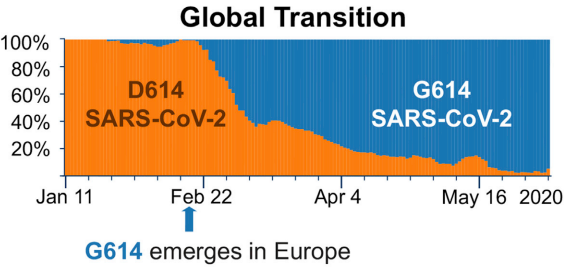 Global Transition
100%
80%
60%
40%
20%
D614
SARS-CoV-2
G614
SARS-CoV-2
Jan 11
Feb 22
Apr 4
May 16
2020
G614 emerges in Europe